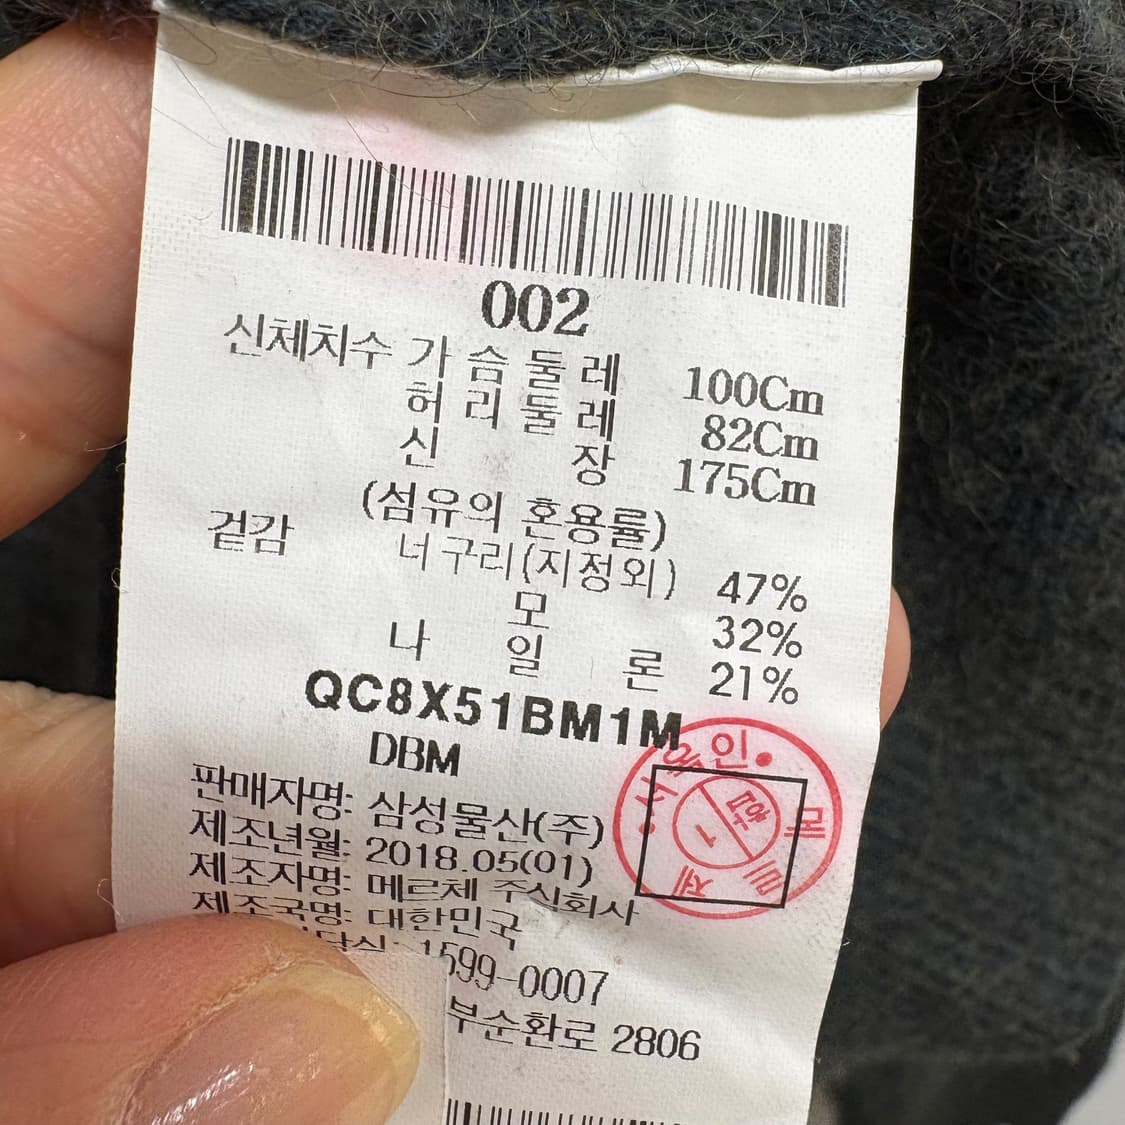 002
신체치수 가슴둘레 100Cm
허리둘레 82Cm
신장 175Cm
(섬유의 혼용률)
겉감 너구리(지정외) 47%
모 32%
나일론 21%
QC8X51BM1M
DBM
판매자명: 삼성물산(주)
제조년월: 2018.05(01)
제조자명: 메르체 주식회사
제조국명: 대한민국
1599-0007
부순환로 2806